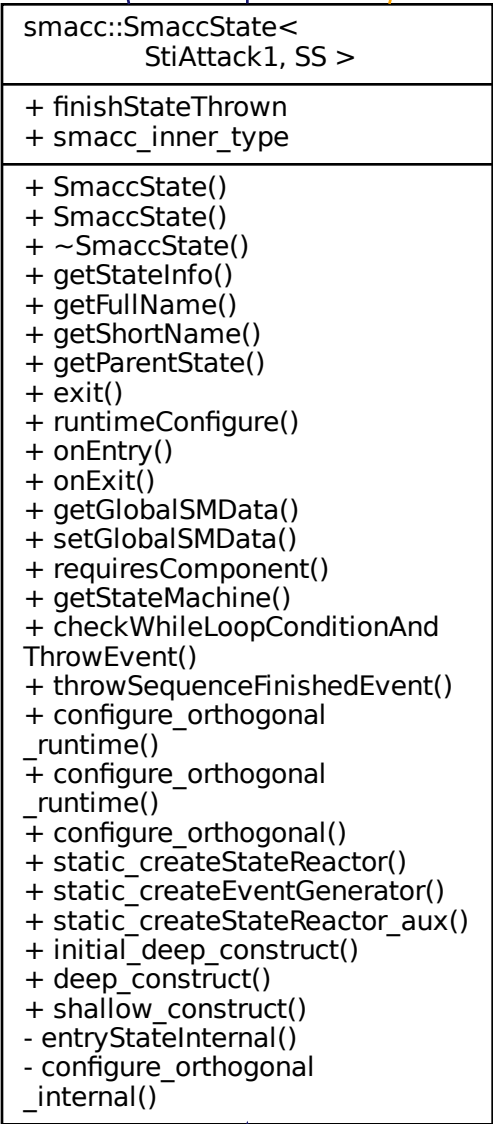 smacc::SmaccState<
StiAttack1, SS >
+ finishStateThrown
+ smacc_inner_type
+ SmaccState()
+ SmaccState()
+ ~SmaccState()
+ getStateInfo()
+ getFullName()
+ getShortName()
+ getParentState()
+ exit()
+ runtimeConfigure()
+ onEntry()
+ onExit()
+ getGlobalSMData()
+ setGlobalSMData()
+ requiresComponent()
+ getStateMachine()
+ checkWhileLoopConditionAnd
ThrowEvent()
+ throwSequenceFinishedEvent()
+ configure_orthogonal
_runtime()
+ configure_orthogonal
_runtime()
+ configure_orthogonal()
+ static_createStateReactor()
+ static_createEventGenerator()
+ static_createStateReactor_aux()
+ initial_deep_construct()
+ deep_construct()
+ shallow_construct()
- entryStateInternal()
- configure_orthogonal
_internal()